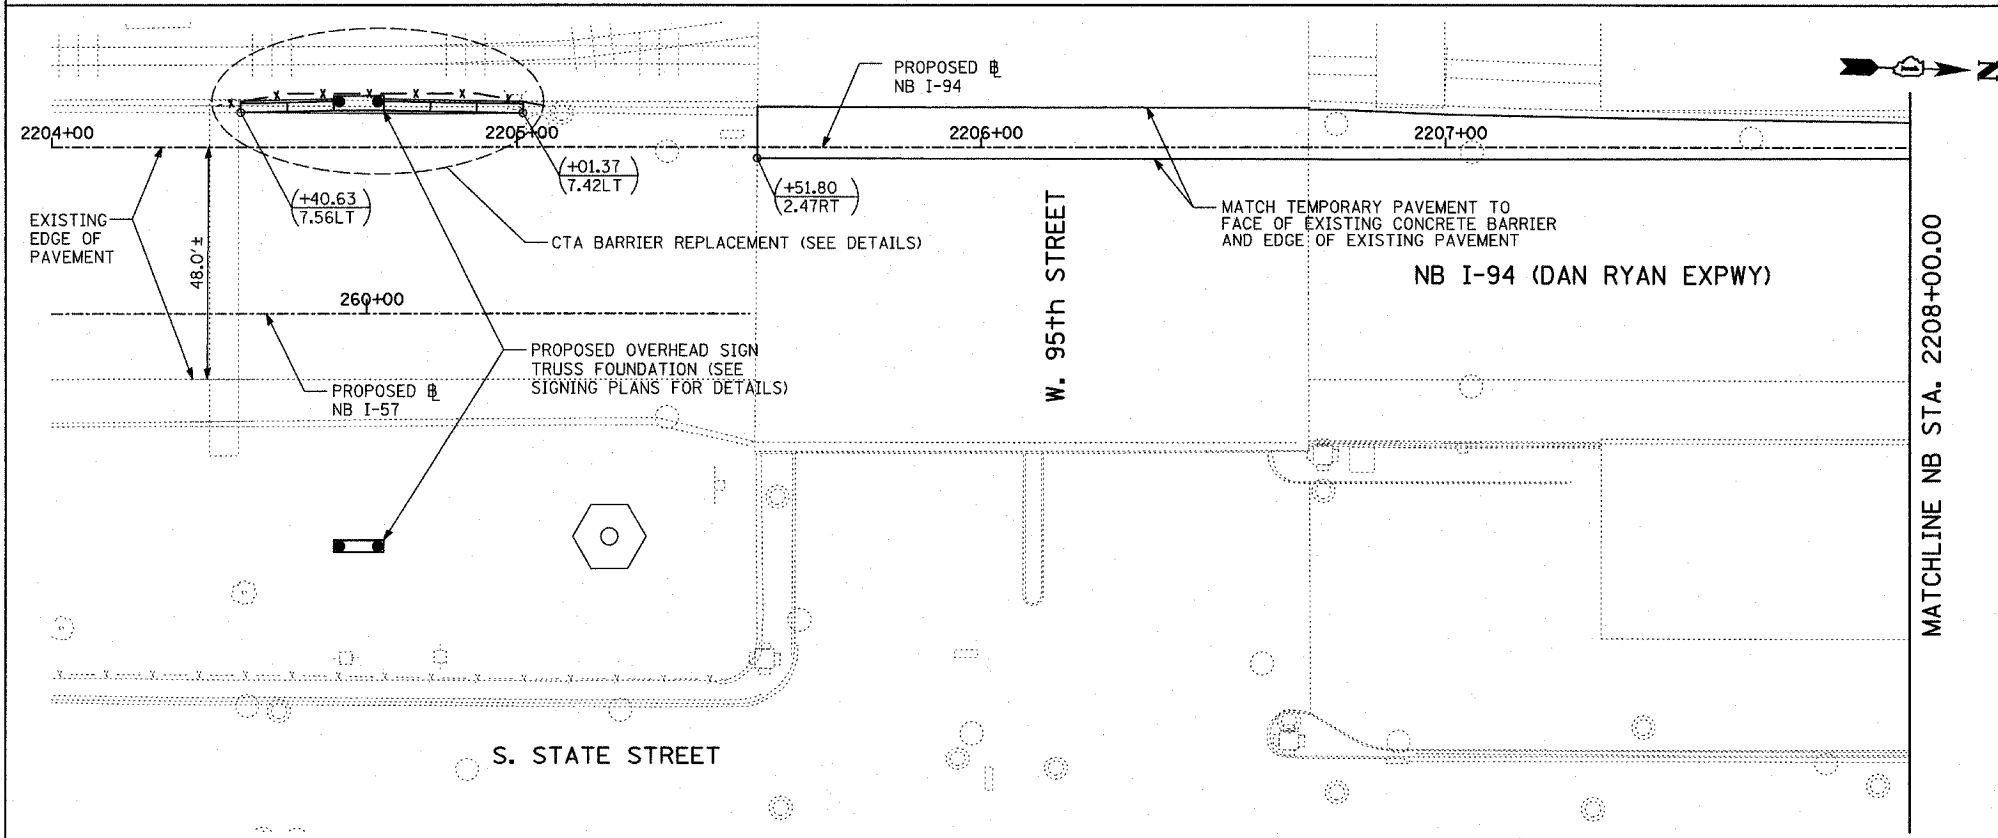 PROPOSED ℄
NB I-94
N
2204+00
2205+00
2206+00
2207+00
(+01.37
7.42LT)
(+40.63
7.56LT)
(+51.80
2.47RT)
EXISTING
EDGE OF
PAVEMENT
48.0'±
CTA BARRIER REPLACEMENT (SEE DETAILS)
MATCH TEMPORARY PAVEMENT TO
FACE OF EXISTING CONCRETE BARRIER
AND EDGE OF EXISTING PAVEMENT
W. 95th STREET
NB I-94 (DAN RYAN EXPWY)
260+00
PROPOSED OVERHEAD SIGN
TRUSS FOUNDATION (SEE
SIGNING PLANS FOR DETAILS)
PROPOSED ℄
NB I-57
MATCHLINE NB STA. 2208+00.00
S. STATE STREET